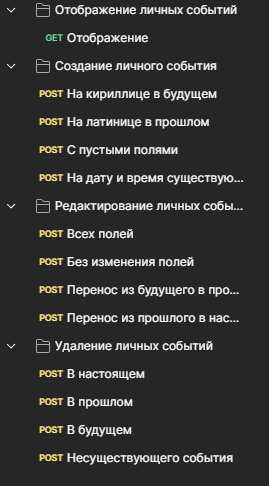 Отображение личных событий
GET Отображение
Создание личного события
POST На кириллице в будущем
POST На латинице в прошлом
POST С пустыми полями
POST На дату и время существую...
Редактирование личных собы...
POST Всех полей
POST Без изменения полей
POST Перенос из будущего в про...
POST Перенос из прошлого в нас...
Удаление личных событий
POST В настоящем
POST В прошлом
POST В будущем
POST Несуществующего события